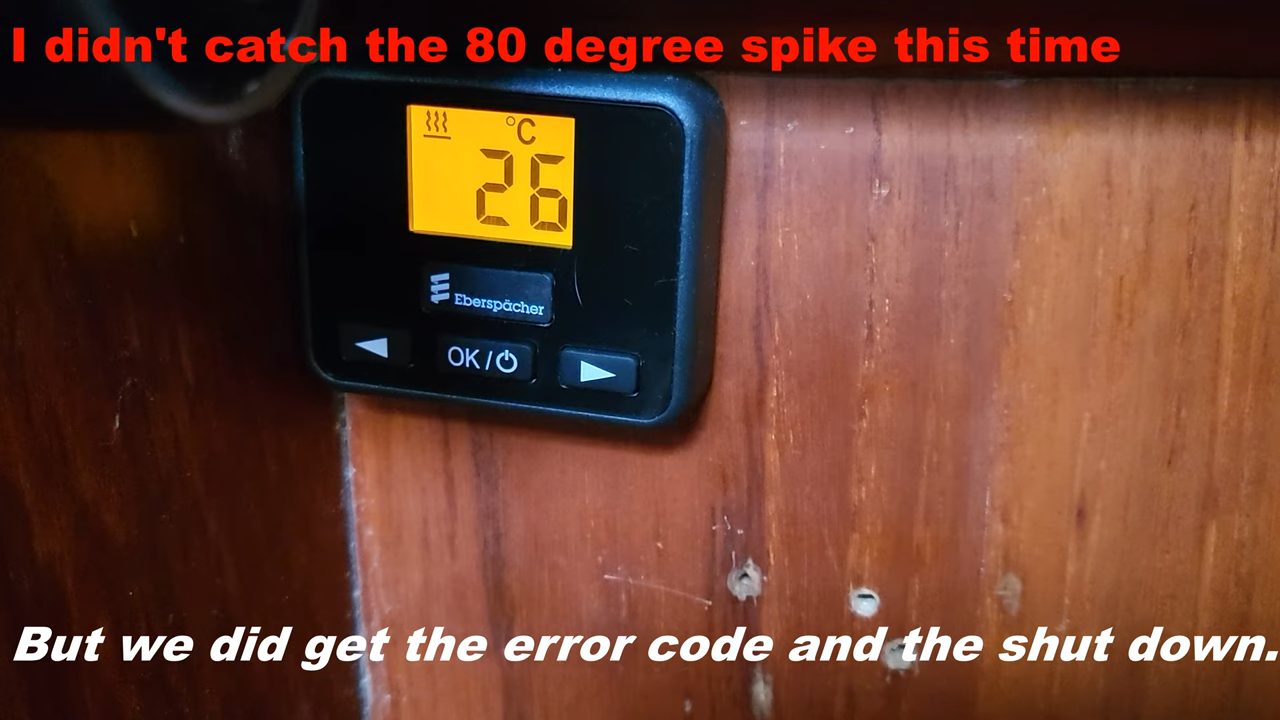 I didn't catch the 80 degree spike this time
°C
26
Eberspächer
OK /
But we did get the error code and the shut down.